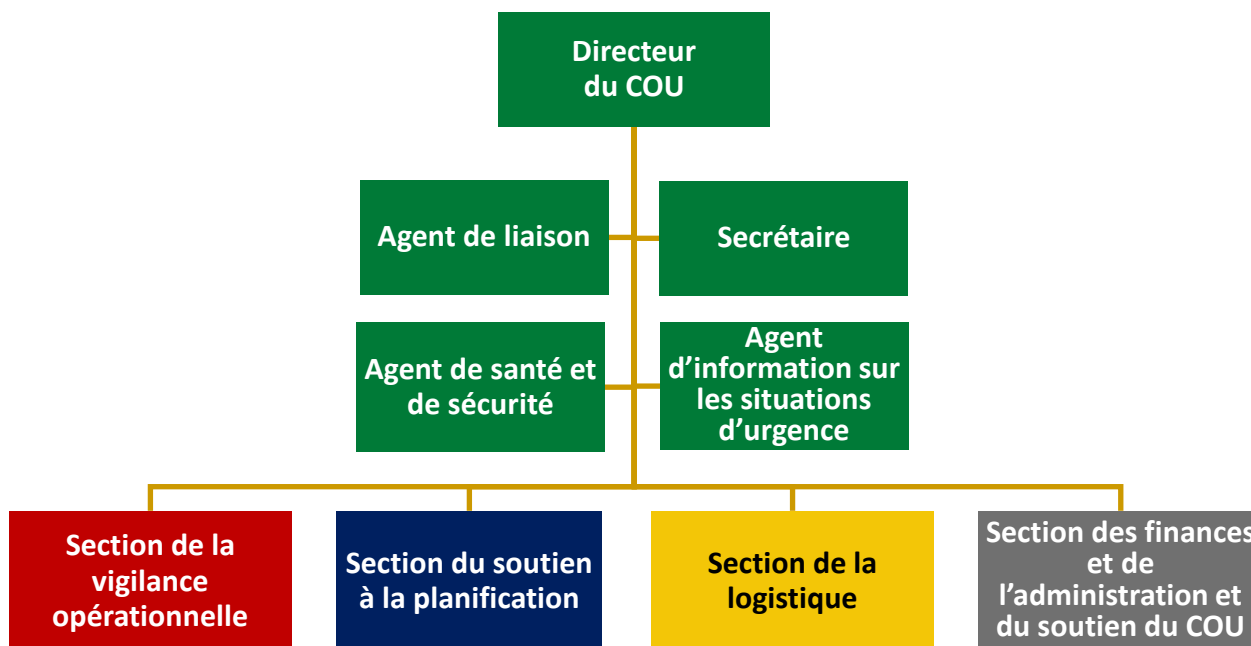 Directeur
du COU
Agent de liaison
Secrétaire
Agent de santé et
de sécurité
Agent
d’information sur
les situations
d’urgence
Section de la
vigilance
opérationnelle
Section du soutien
à la planification
Section de la
logistique
Section des finances
et de
l’administration et
du soutien du COU